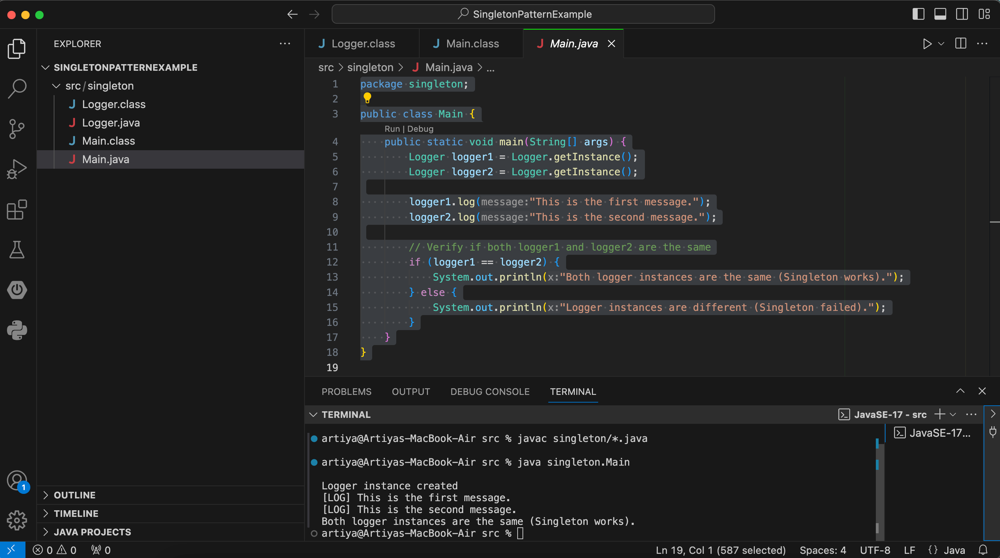 SingletonPatternExample
EXPLORER
SINGLETONPATTERNEXAMPLE
src/singleton
J Logger.class
J Logger.java
J Main.class
J Main.java
OUTLINE
TIMELINE
JAVA PROJECTS
1
J Logger.class J Main.class J Main.java
src > singleton > J Main.java > ...
1 package singleton;
2
3 public class Main {
Run | Debug
4 public static void main(String[] args) {
5 Logger logger1 = Logger.getInstance();
6 Logger logger2 = Logger.getInstance();
7
8 logger1.log(message:"This is the first message.");
9 logger2.log(message:"This is the second message.");
10
11 // Verify if both logger1 and logger2 are the same
12 if (logger1 == logger2) {
13 System.out.println(x:"Both logger instances are the same (Singleton works).");
14 } else {
15 System.out.println(x:"Logger instances are different (Singleton failed).");
16 }
17 }
18 }
19
PROBLEMS OUTPUT DEBUG CONSOLE TERMINAL
TERMINAL JavaSE-17 - src
JavaSE-17...
artiya@Artiyas-MacBook-Air src % javac singleton/*.java
artiya@Artiyas-MacBook-Air src % java singleton.Main
Logger instance created
[LOG] This is the first message.
[LOG] This is the second message.
Both logger instances are the same (Singleton works).
artiya@Artiyas-MacBook-Air src %
0 0 0 Ln 19, Col 1 (587 selected) Spaces: 4 UTF-8 LF {} Java